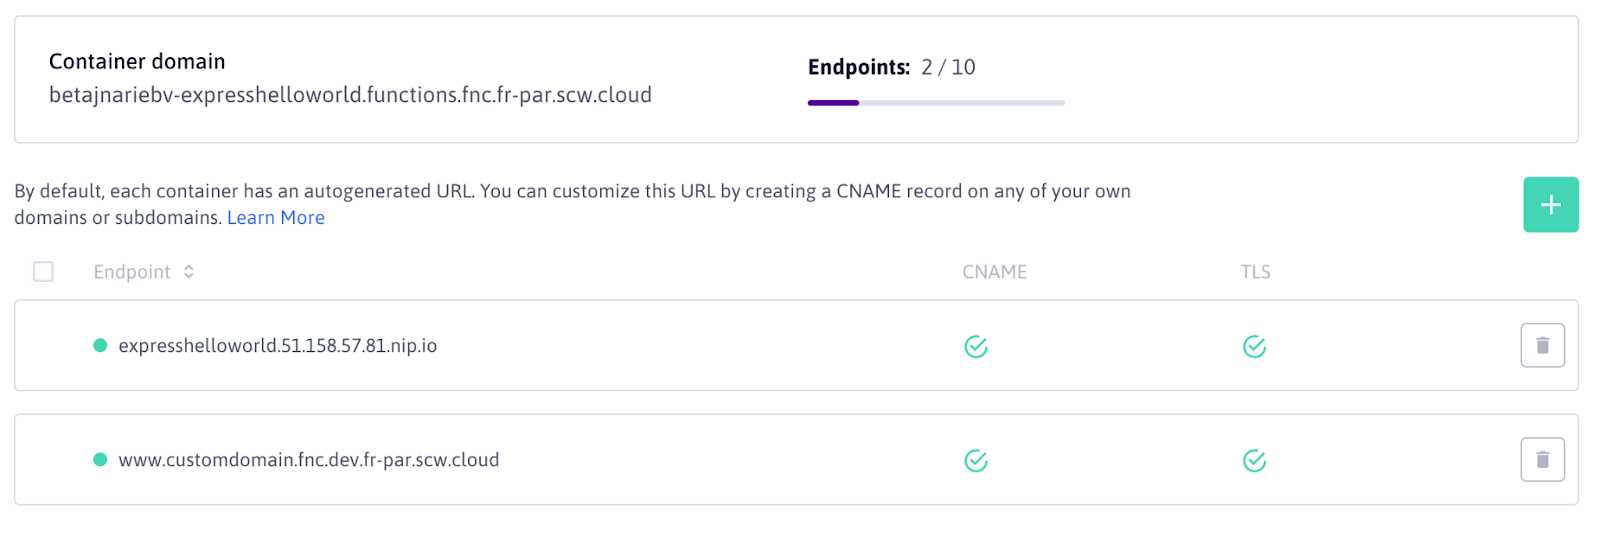 Container domain
betajnariebv-expresshelloworld.functions.fnc.fr-par.scw.cloud
Endpoints: 2 / 10
By default, each container has an autogenerated URL. You can customize this URL by creating a CNAME record on any of your own
domains or subdomains. Learn More
Endpoint CNAME TLS
expresshelloworld.51.158.57.81.nip.io
www.customdomain.fnc.dev.fr-par.scw.cloud